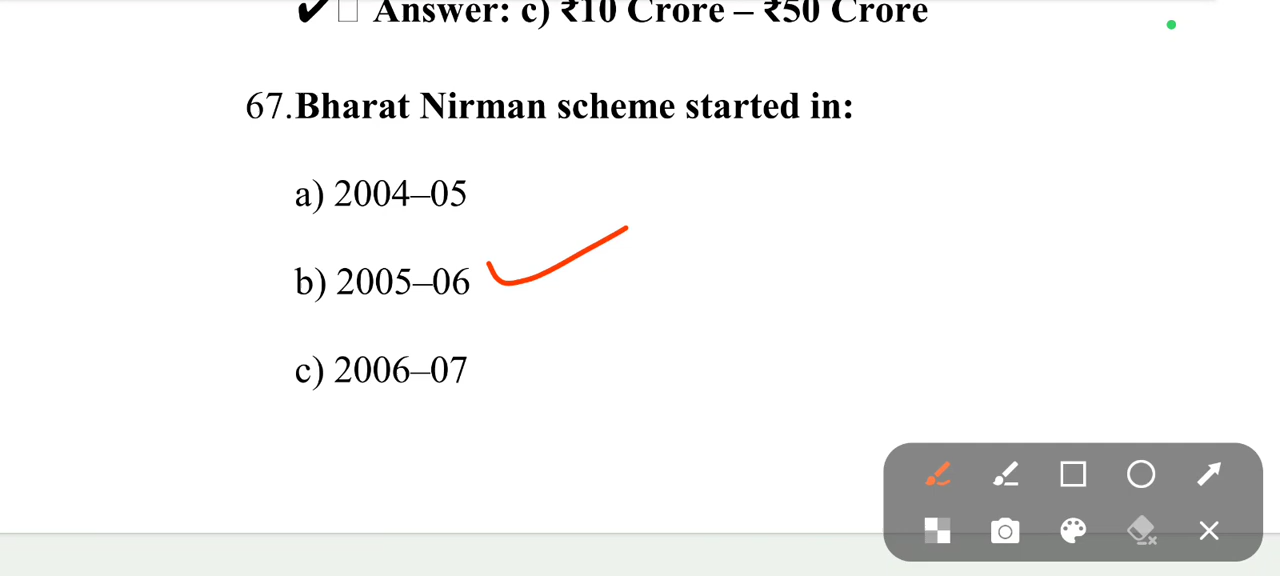 ✔ Answer: c) ₹10 Crore – ₹50 Crore
67.Bharat Nirman scheme started in:
a) 2004–05
b) 2005–06
c) 2006–07